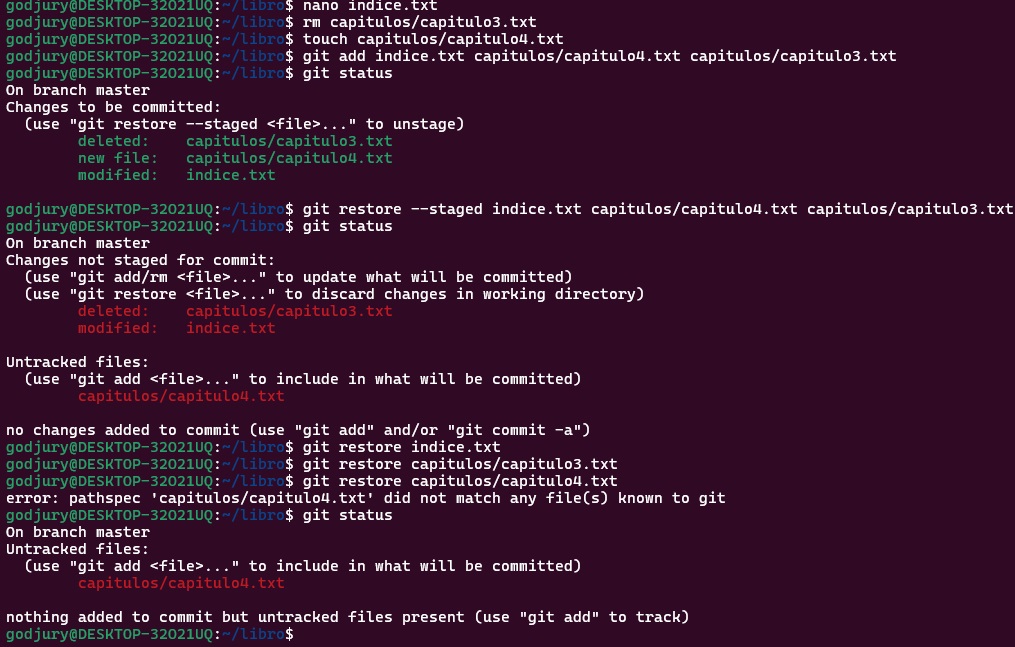 godjury@DESKTOP-32O21UQ:~/libro$ nano indice.txt
godjury@DESKTOP-32O21UQ:~/libro$ rm capitulos/capitulo3.txt
godjury@DESKTOP-32O21UQ:~/libro$ touch capitulos/capitulo4.txt
godjury@DESKTOP-32O21UQ:~/libro$ git add indice.txt capitulos/capitulo4.txt capitulos/capitulo3.txt
godjury@DESKTOP-32O21UQ:~/libro$ git status
On branch master
Changes to be committed:
  (use "git restore --staged <file>..." to unstage)
        deleted:    capitulos/capitulo3.txt
        new file:   capitulos/capitulo4.txt
        modified:   indice.txt

godjury@DESKTOP-32O21UQ:~/libro$ git restore --staged indice.txt capitulos/capitulo4.txt capitulos/capitulo3.txt
godjury@DESKTOP-32O21UQ:~/libro$ git status
On branch master
Changes not staged for commit:
  (use "git add/rm <file>..." to update what will be committed)
  (use "git restore <file>..." to discard changes in working directory)
        deleted:    capitulos/capitulo3.txt
        modified:   indice.txt

Untracked files:
  (use "git add <file>..." to include in what will be committed)
        capitulos/capitulo4.txt

no changes added to commit (use "git add" and/or "git commit -a")
godjury@DESKTOP-32O21UQ:~/libro$ git restore indice.txt
godjury@DESKTOP-32O21UQ:~/libro$ git restore capitulos/capitulo3.txt
godjury@DESKTOP-32O21UQ:~/libro$ git restore capitulos/capitulo4.txt
error: pathspec 'capitulos/capitulo4.txt' did not match any file(s) known to git
godjury@DESKTOP-32O21UQ:~/libro$ git status
On branch master
Untracked files:
  (use "git add <file>..." to include in what will be committed)
        capitulos/capitulo4.txt

nothing added to commit but untracked files present (use "git add" to track)
godjury@DESKTOP-32O21UQ:~/libro$